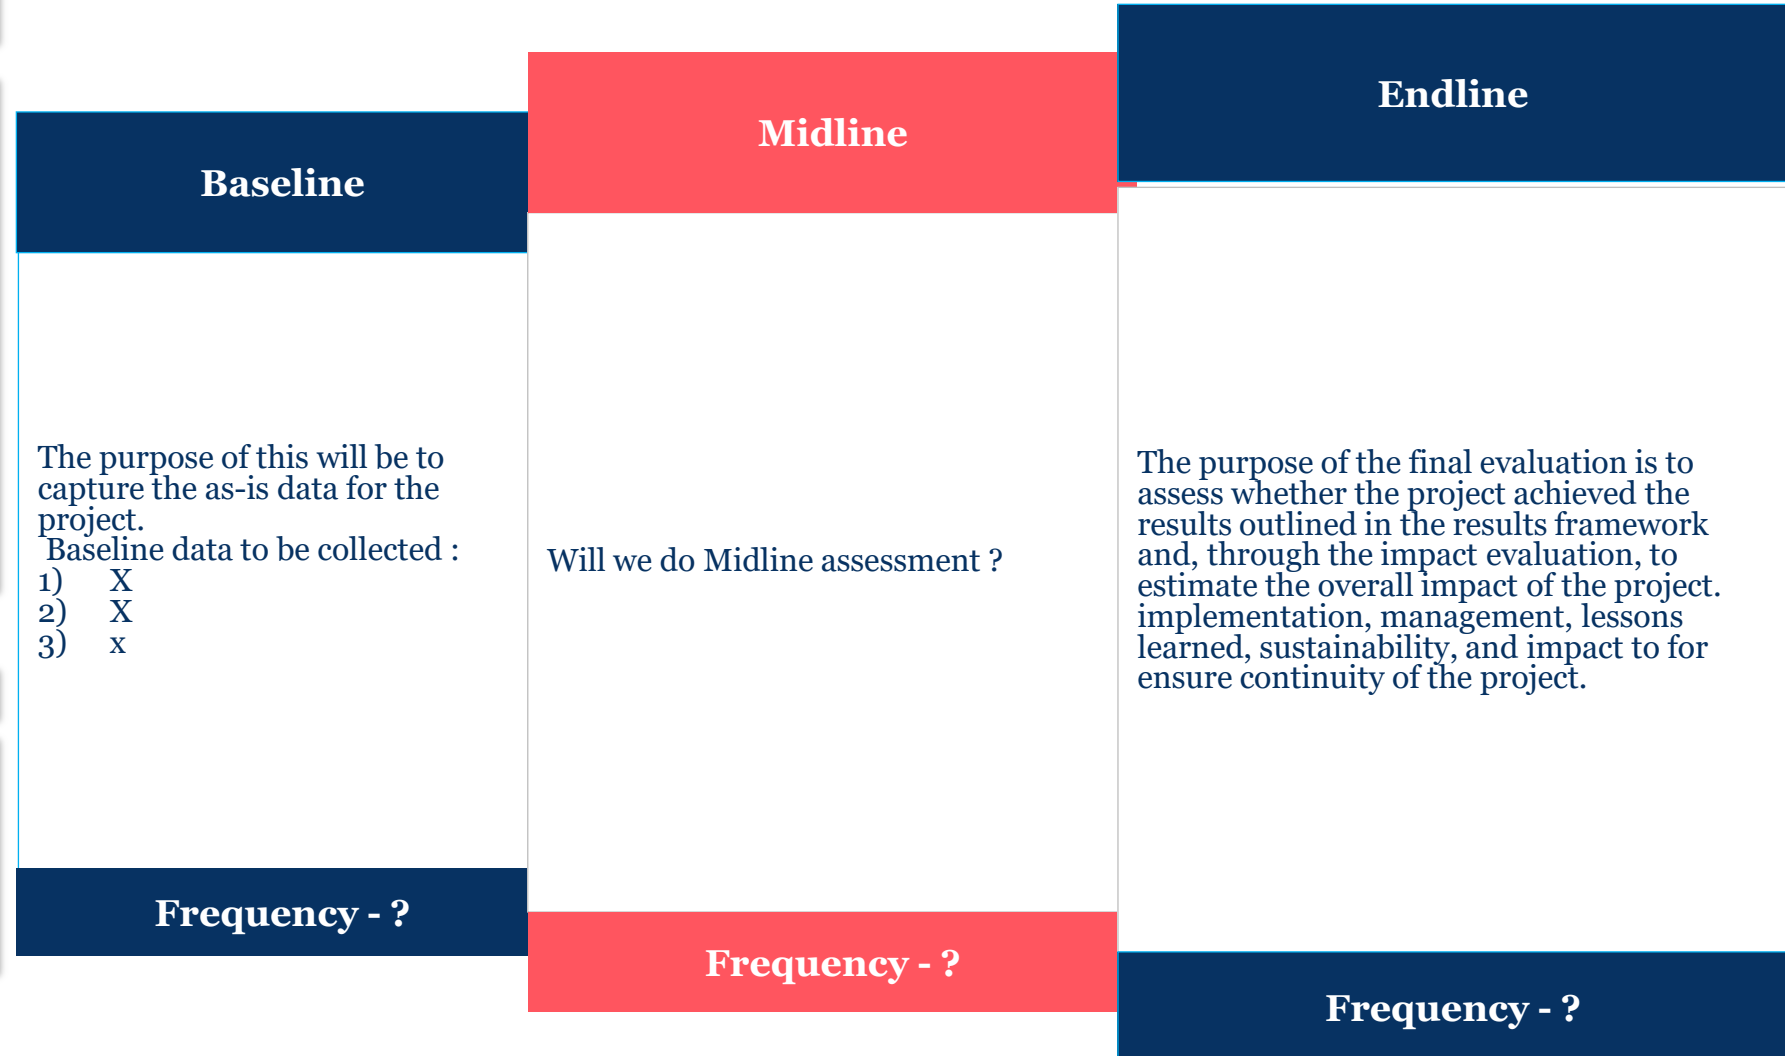 Baseline
The purpose of this will be to
capture the as-is data for the
project.
Baseline data to be collected :
1) X
2) X
3) x
Frequency - ?
Midline
Will we do Midline assessment ?
Frequency - ?
Endline
The purpose of the final evaluation is to
assess whether the project achieved the
results outlined in the results framework
and, through the impact evaluation, to
estimate the overall impact of the project.
implementation, management, lessons
learned, sustainability, and impact to for
ensure continuity of the project.
Frequency - ?